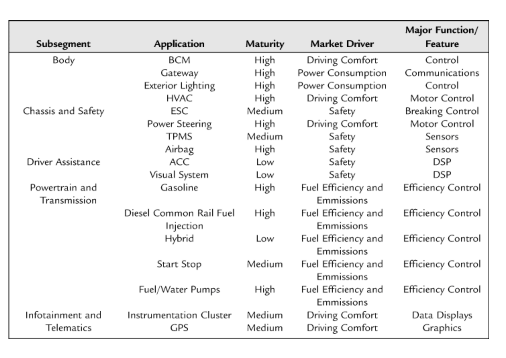 Major Function/
Subsegment Application Maturity Market Driver Feature
Body BCM High Driving Comfort Control
Gateway High Power Consumption Communications
Exterior Lighting High Power Consumption Control
HVAC High Driving Comfort Motor Control
Chassis and Safety ESC Medium Safety Breaking Control
Power Steering High Driving Comfort Motor Control
TPMS Medium Safety Sensors
Airbag High Safety Sensors
Driver Assistance ACC Low Safety DSP
Visual System Low Safety DSP
Powertrain and Gasoline High Fuel Efficiency and Efficiency Control
Transmission Emmissions
Diesel Common Rail Fuel High Fuel Efficiency and Efficiency Control
Injection Emmissions
Hybrid Low Fuel Efficiency and Efficiency Control
Emmissions
Start Stop Medium Fuel Efficiency and Efficiency Control
Emmissions
Fuel/Water Pumps High Fuel Efficiency and Efficiency Control
Emmissions
Infotainment and Instrumentation Cluster Medium Driving Comfort Data Displays
Telematics GPS Medium Driving Comfort Graphics